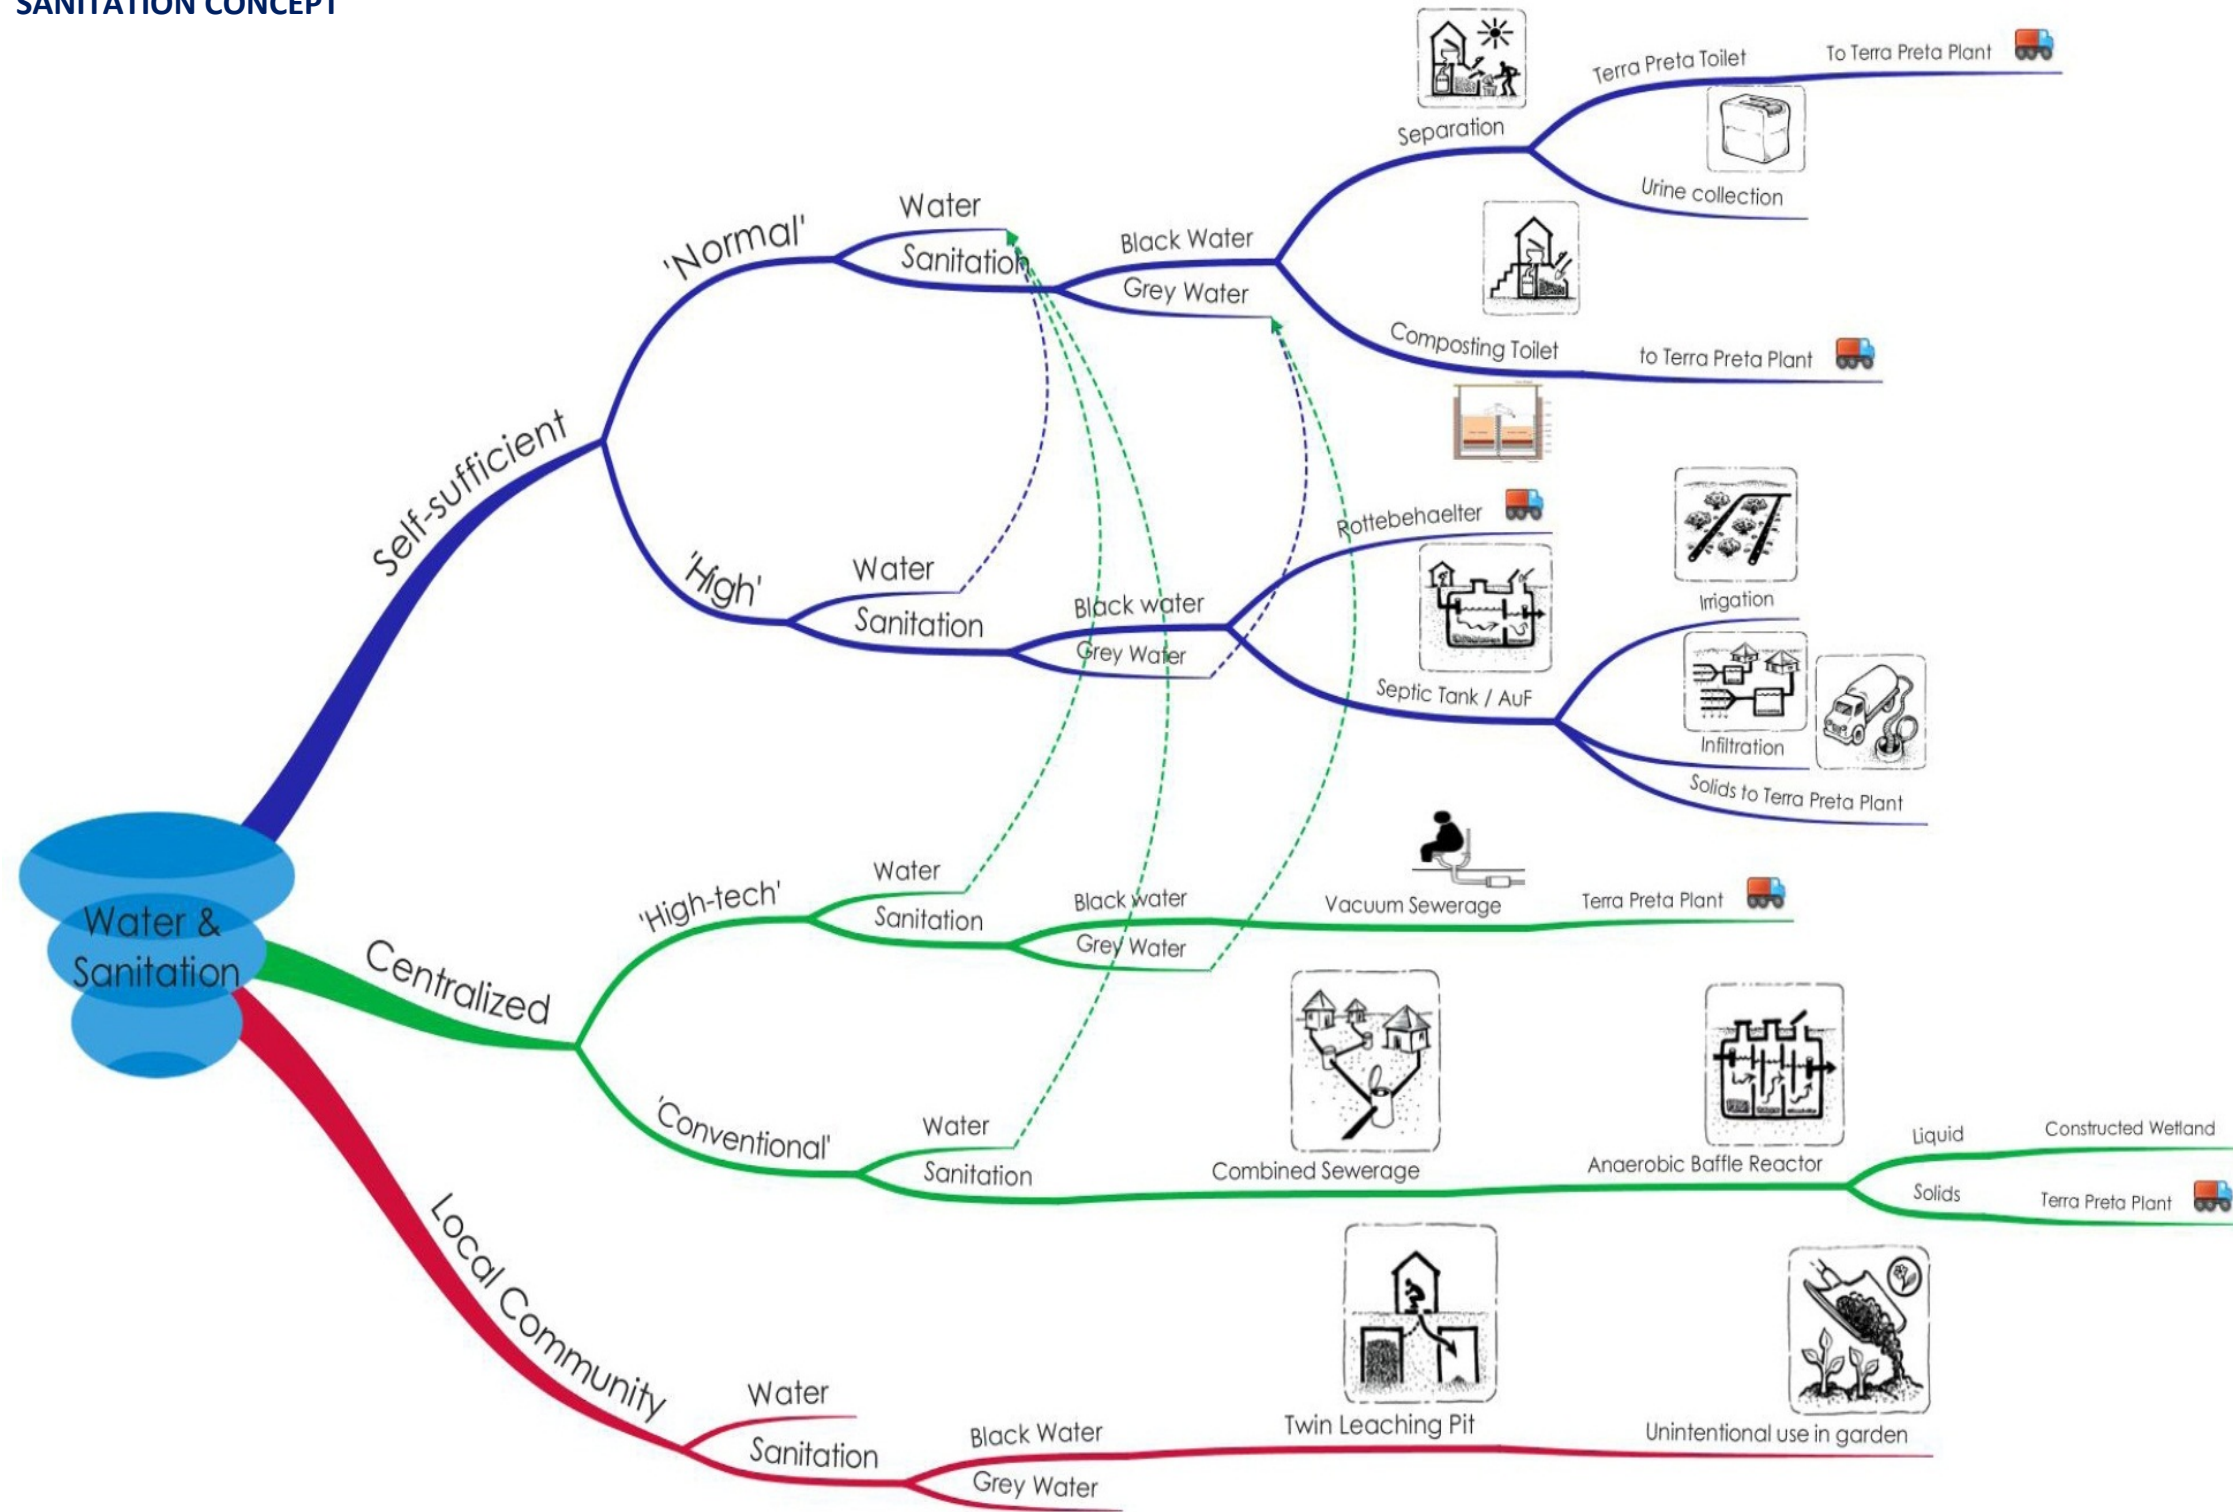 SANITATION CONCEPT
Water &
Sanitation
Self-sufficient
'Normal'
Water
Sanitation
Black Water
Separation
Terra Preta Toilet
To Terra Preta Plant
Urine collection
Composting Toilet
to Terra Preta Plant
Grey Water
'High'
Water
Sanitation
Black water
Rottebehaelter
Septic Tank / AuF
Irrigation
Infiltration
Solids to Terra Preta Plant
Grey Water
Centralized
'High-tech'
Water
Sanitation
Black water
Vacuum Sewerage
Terra Preta Plant
Grey Water
'Conventional'
Water
Sanitation
Combined Sewerage
Anaerobic Baffle Reactor
Liquid
Constructed Wetland
Solids
Terra Preta Plant
Local Community
Water
Sanitation
Black Water
Twin Leaching Pit
Unintentional use in garden
Grey Water